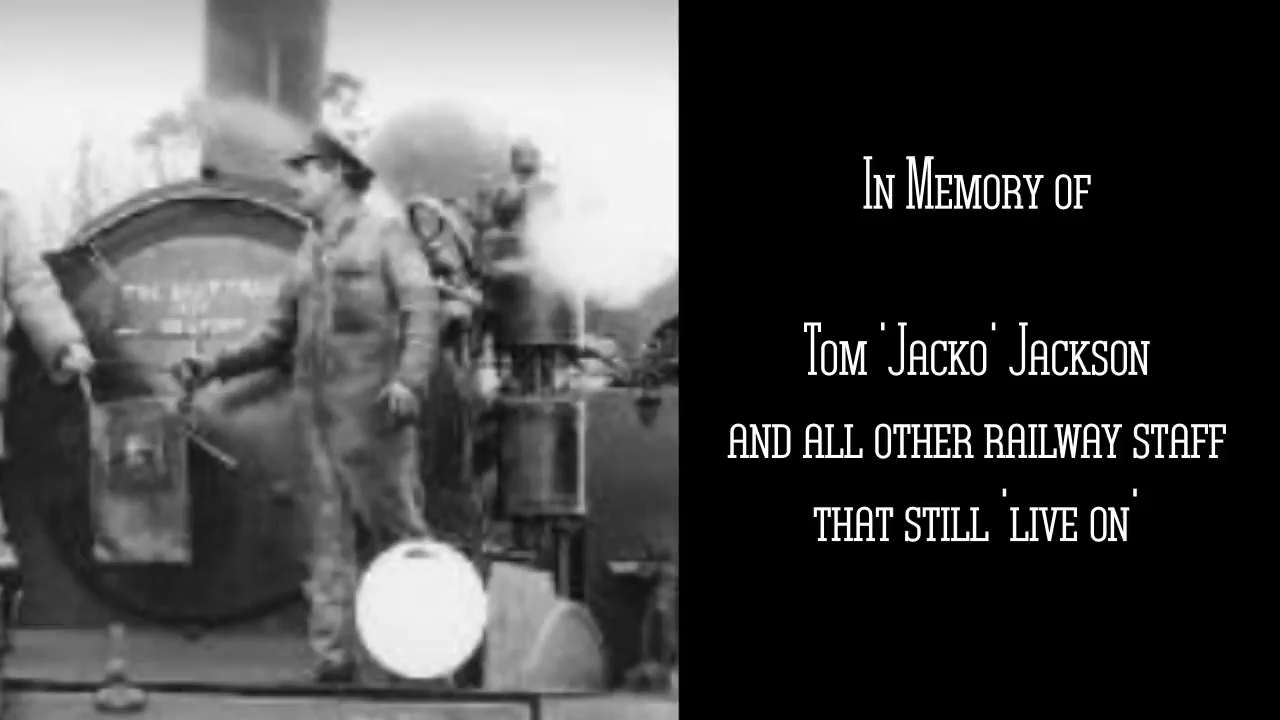 In Memory of
Tom 'Jacko' Jackson
and all other railway staff
that still 'live on'